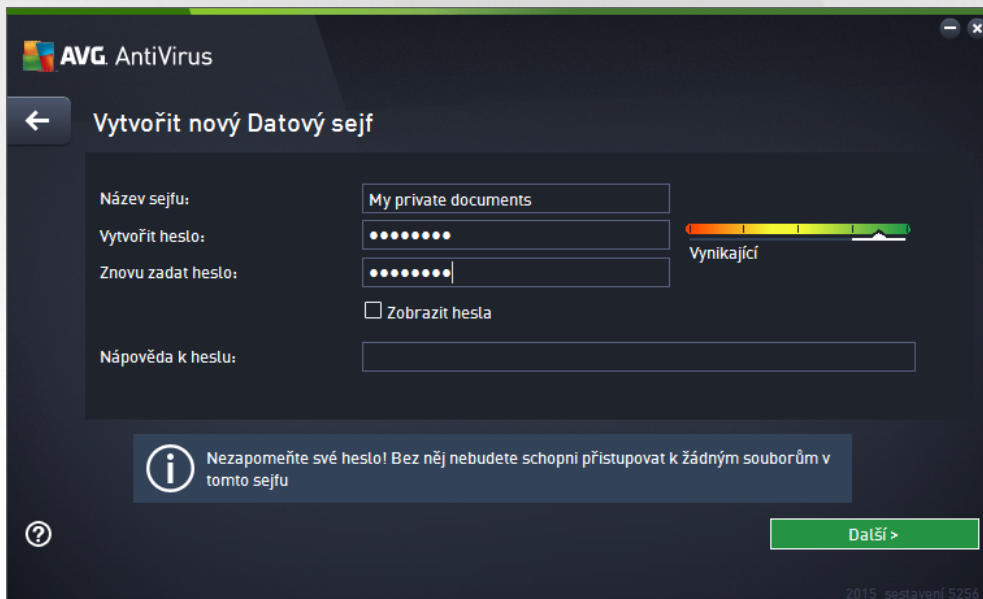 AVG. AntiVirus
Vytvořit nový Datový sejf
Název sejfu:
My private documents
Vytvořit heslo:
●●●●●●●●
Vynikající
Znovu zadat heslo:
●●●●●●●●
Zobrazit hesla
Nápověda k heslu:
Nezapomeňte své heslo! Bez něj nebudete schopni přistupovat k žádným souborům v
tomto sejfu
Další >
2015 sestavení 5256